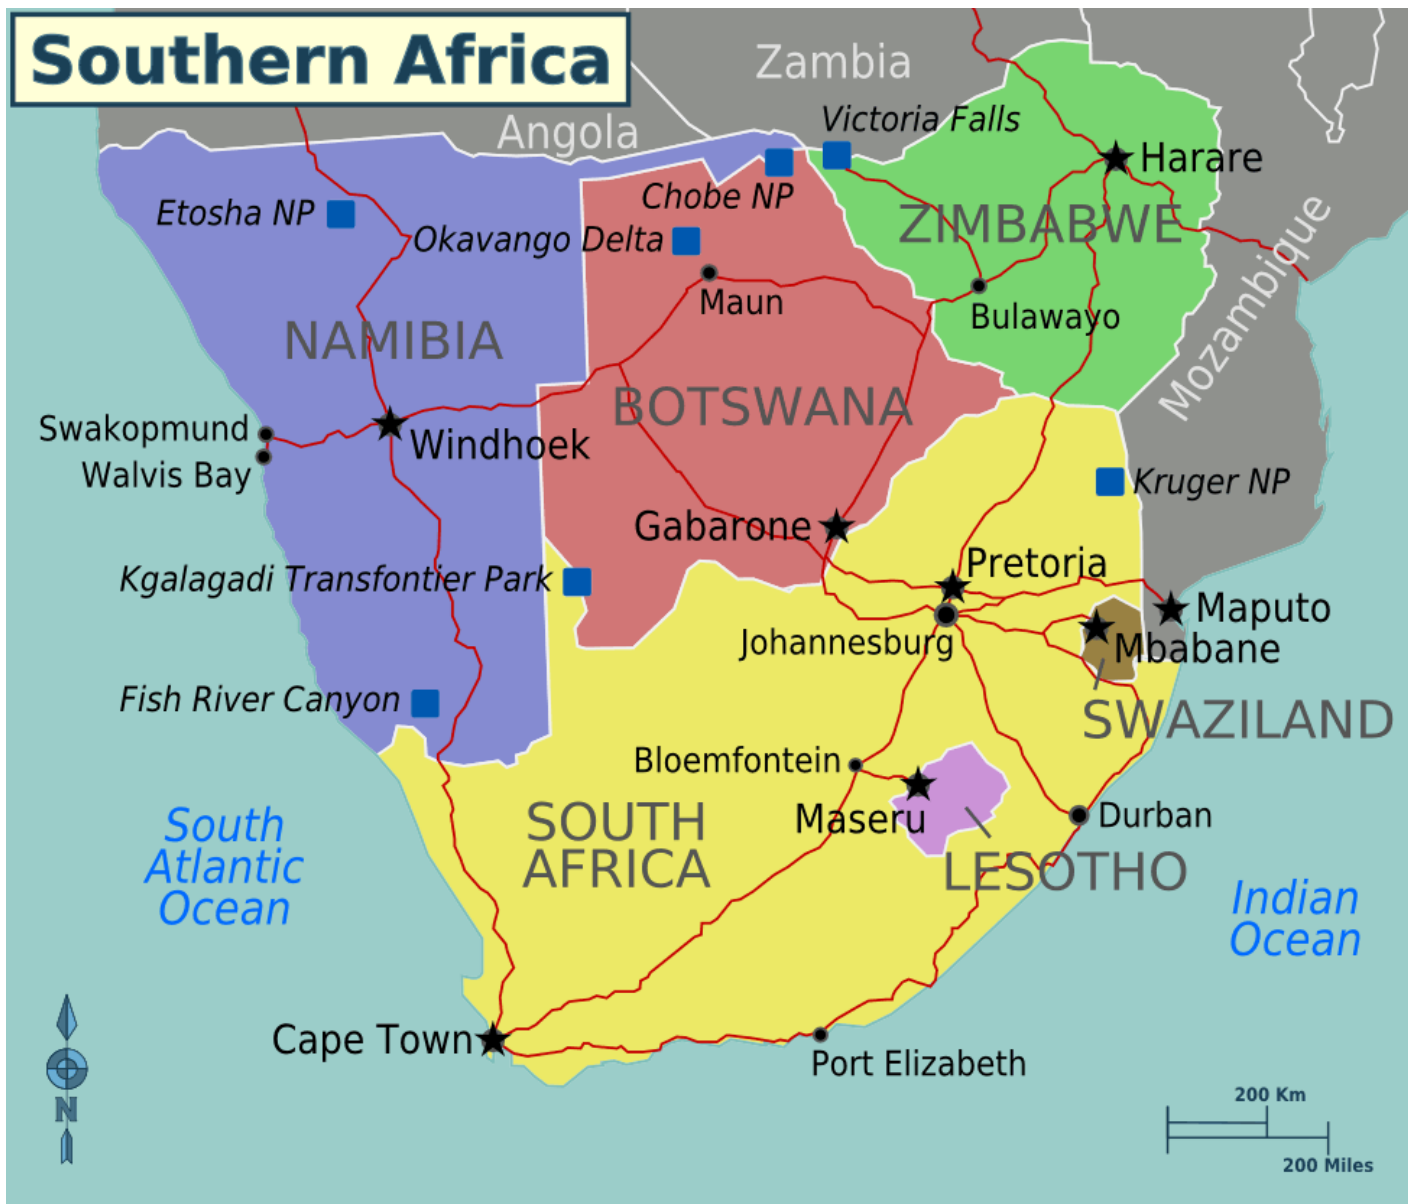 Southern Africa
Zambia
Angola
Victoria Falls
Harare
Chobe NP
Etosha NP
Okavango Delta
ZIMBABWE
Mozambique
Maun
Bulawayo
NAMIBIA
BOTSWANA
Swakopmund
Windhoek
Walvis Bay
Kruger NP
Gabarone
Pretoria
Kgalagadi Transfontier Park
Maputo
Johannesburg
Mbabane
Fish River Canyon
SWAZILAND
Bloemfontein
Maseru
Durban
SOUTH
AFRICA
LESOTHO
South
Atlantic
Ocean
Indian
Ocean
Cape Town
Port Elizabeth
N
200 Km
200 Miles